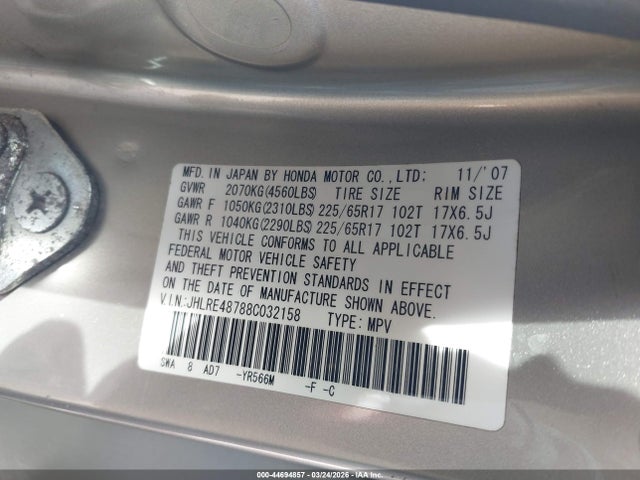 MFD. IN JAPAN BY HONDA MOTOR CO., LTD: 11/'07
GVWR 2070KG(4560LBS) TIRE SIZE RIM SIZE
GAWR F 1050KG(2310LBS) 225/65R17 102T 17X6.5J
GAWR R 1040KG(2290LBS) 225/65R17 102T 17X6.5J
THIS VEHICLE CONFORMS TO ALL APPLICABLE
FEDERAL MOTOR VEHICLE SAFETY
AND THEFT PREVENTION STANDARDS IN EFFECT
ON THE DATE OF MANUFACTURE SHOWN ABOVE.
V.I.N:JHLRE48788C032158 TYPE: MPV
SWA 8 AD7 -YR566M -F -C
000-44694857 | 03/24/2026 | IAAI Inc.